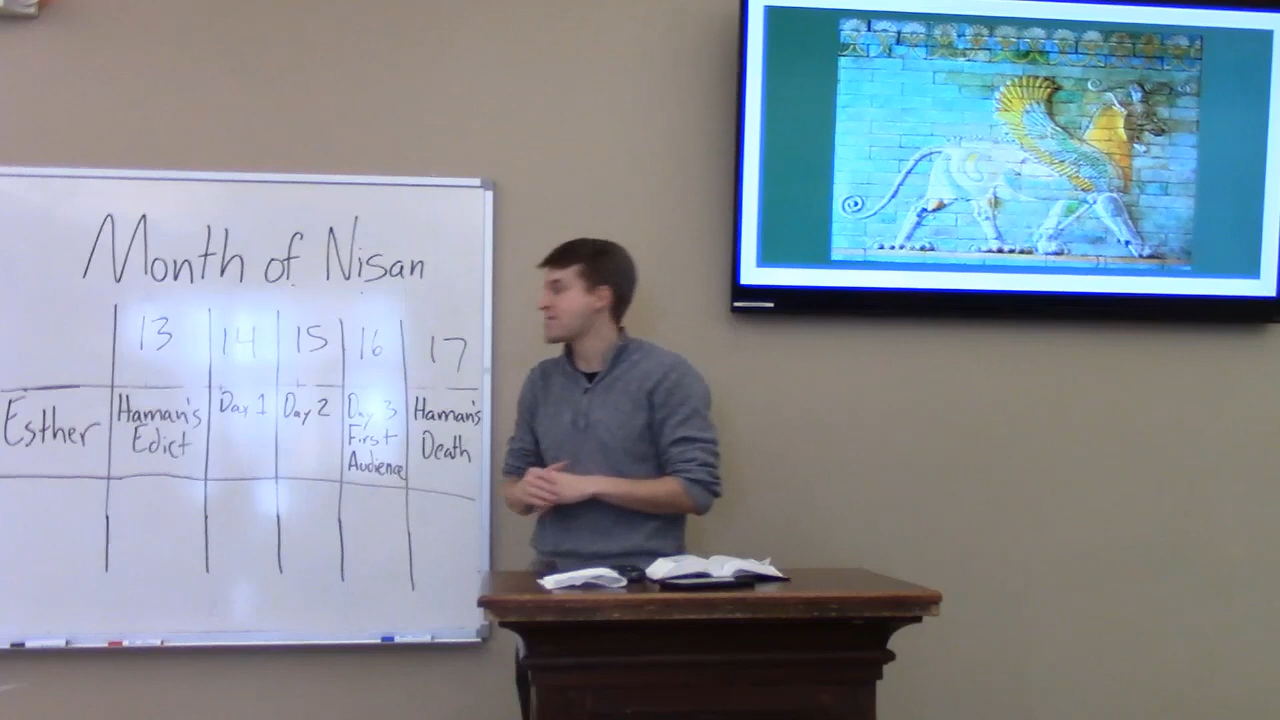 Month of Nisan
13 14 15 16 17
Esther Haman's Edict Day 1 Day 2 Day 3 First Audience Haman's Death